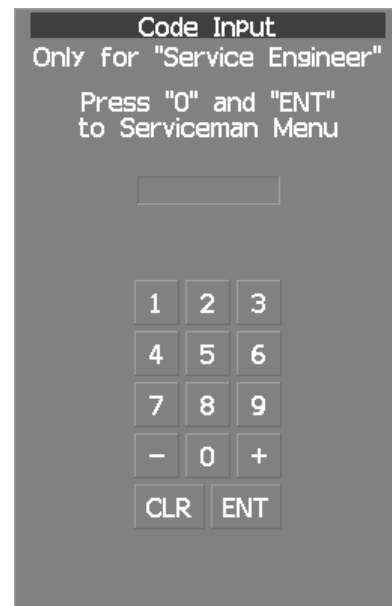 Code Input
Only for "Service Engineer"
Press "0" and "ENT"
to Serviceman Menu
1 2 3
4 5 6
7 8 9
- 0 +
CLR ENT